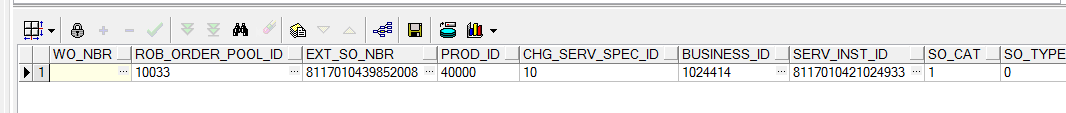 WO_NBR ROB_ORDER_POOL_ID EXT_SO_NBR PROD_ID CHG_SERV_SPEC_ID BUSINESS_ID SERV_INST_ID SO_CAT SO_TYPE
1 ... 10033 ... 8117010439852008 ... 40000 10 1024414 ... 8117010421024933 ... 1 0